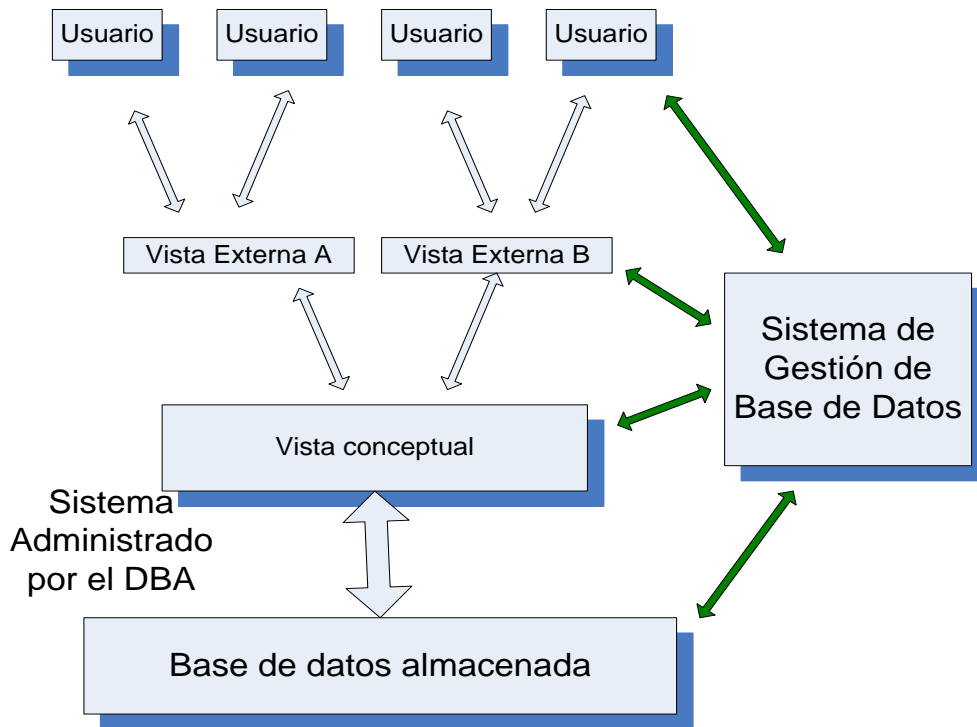 Usuario
Usuario
Usuario
Usuario
Vista Externa A
Vista Externa B
Sistema de
Gestión de
Base de Datos
Vista conceptual
Sistema
Administrado
por el DBA
Base de datos almacenada